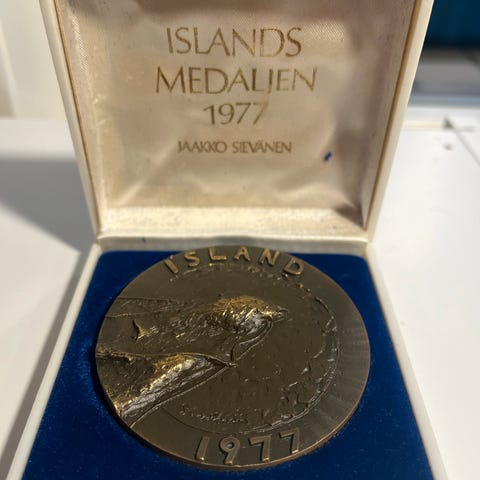 ISLANDS
MEDALJEN
1977
JAAKKO SIEVÄNEN
ISLAND
1977